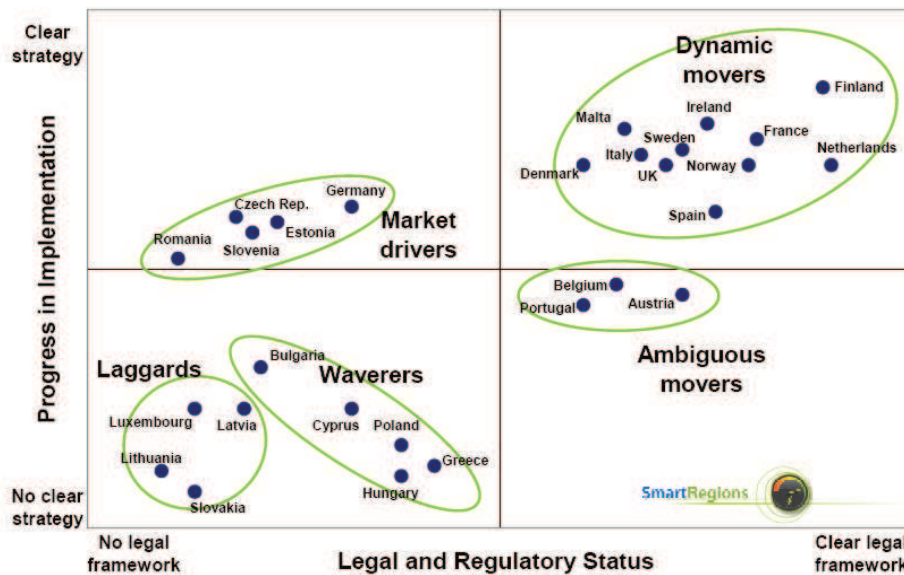 Clear
strategy
Dynamic
movers
Finland
Ireland
Malta
France
Sweden
Italy
Netherlands
Denmark
UK
Norway
Spain
Germany
Czech Rep.
Market
drivers
Estonia
Romania
Slovenia
Progress in Implementation
Belgium
Portugal
Austria
Ambiguous
movers
Bulgaria
Laggards
Waverers
Luxembourg
Latvia
Cyprus
Poland
Lithuania
Greece
Hungary
Slovakia
SmartRegions
No clear
strategy
No legal
framework
Legal and Regulatory Status
Clear legal
framework